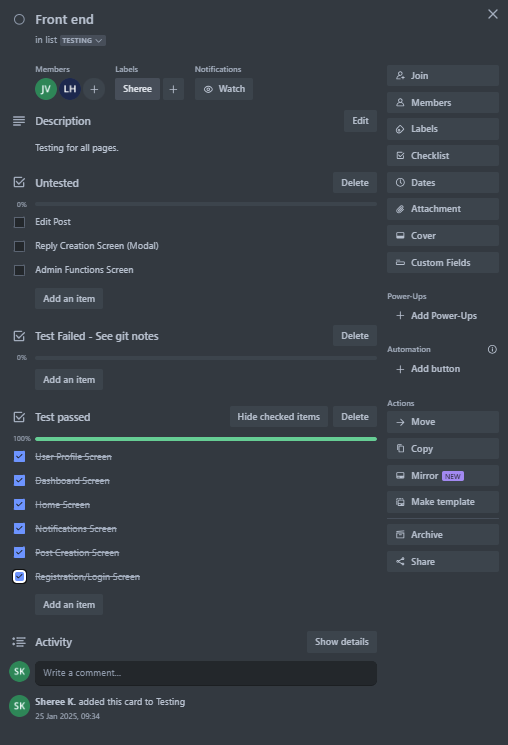 Front end
in list TESTING
Members
Labels
Notifications
JV LH + Sheree + Watch
Description
Edit
Testing for all pages.
Untested
Delete
0%
Edit Post
Reply Creation Screen (Modal)
Admin Functions Screen
Add an item
Test Failed - See git notes
Delete
0%
Add an item
Test passed
Hide checked items
Delete
100%
User Profile Screen
Dashboard Screen
Home Screen
Notifications Screen
Post Creation Screen
Registration/Login Screen
Add an item
Activity
Show details
SK
Write a comment...
SK
Sheree K. added this card to Testing
25 Jan 2025, 09:34
Join
Members
Labels
Checklist
Dates
Attachment
Cover
Custom Fields
Power-Ups
+ Add Power-Ups
Automation
+ Add button
Actions
Move
Copy
Mirror NEW
Make template
Archive
Share